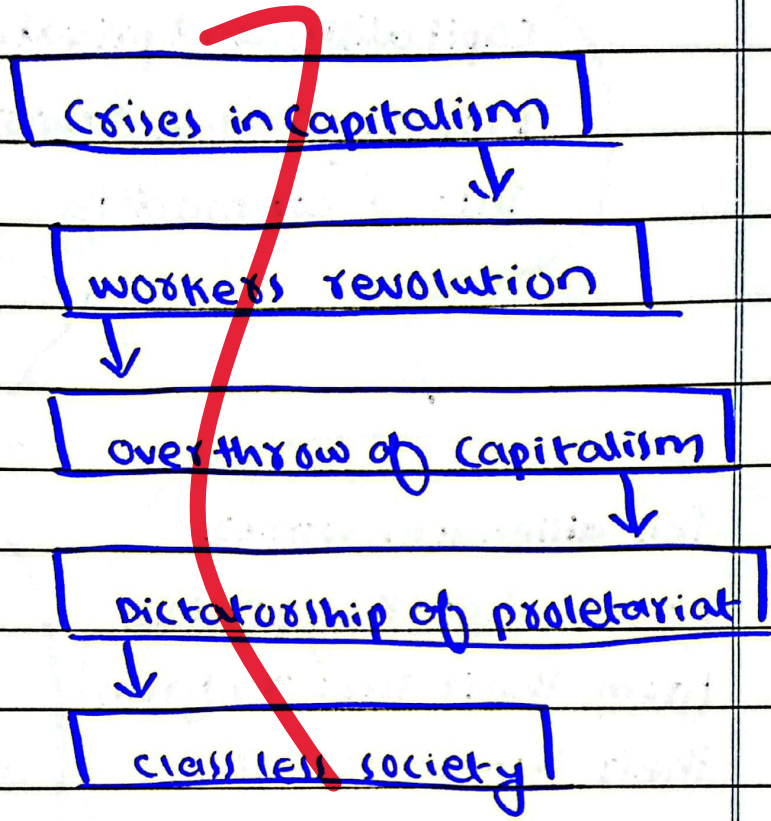 Crises in Capitalism
workers revolution
overthrow of Capitalism
Dictatorship of proletariat
class less society